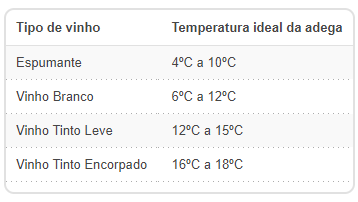 Tipo de vinho Temperatura ideal da adega
Espumante 4ºC a 10ºC
Vinho Branco 6ºC a 12ºC
Vinho Tinto Leve 12ºC a 15ºC
Vinho Tinto Encorpado 16ºC a 18ºC